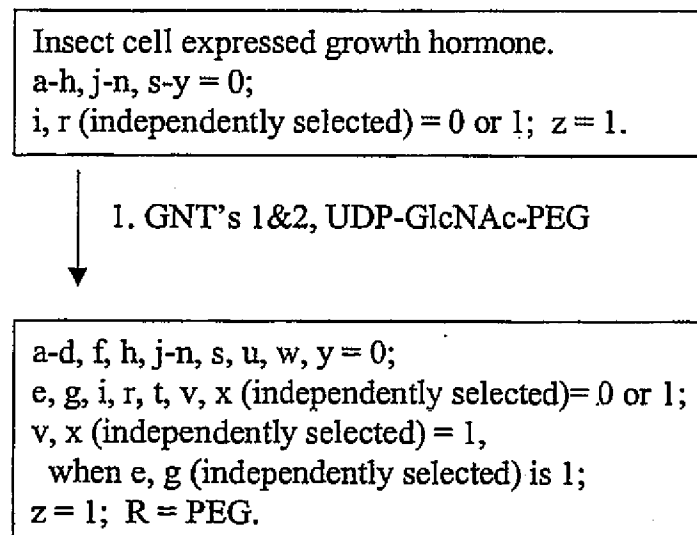 Insect cell expressed growth hormone.
a-h, j-n, s-y = 0;
i, r (independently selected) = 0 or 1; z = 1.
1. GNT's 1&2, UDP-GlcNAc-PEG
a-d, f, h, j-n, s, u, w, y = 0;
e, g, i, r, t, v, x (independently selected)= 0 or 1;
v, x (independently selected) = 1,
when e, g (independently selected) is 1;
z = 1; R = PEG.